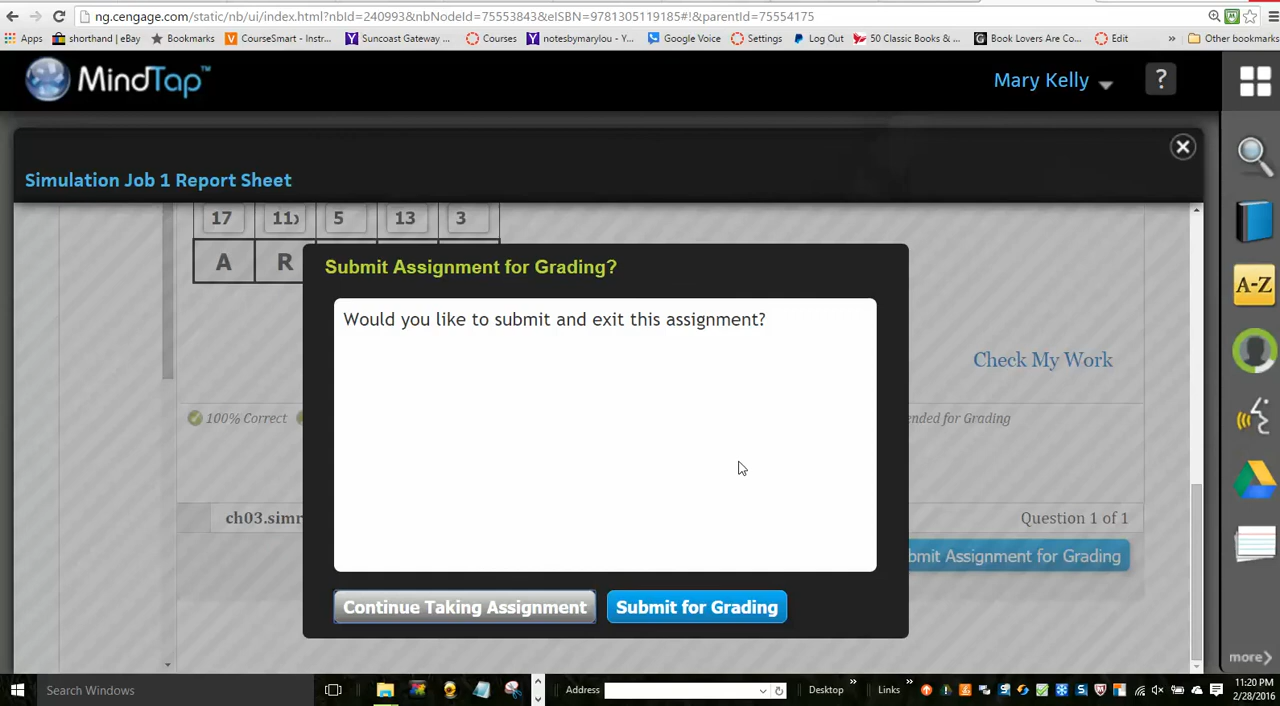 ng.cengage.com/static/nb/ui/index.html?nbId=240993&nbNodeId=75553843&eISBN=9781305119185#!&parentId=75554175
Apps shorthand | eBay Bookmarks CourseSmart - Instr... Suncoast Gateway ... Courses notesbymarylou - Y... Google Voice Settings Log Out 50 Classic Books &... Book Lovers Are Co... Edit » Other bookmarks
MindTap™
Mary Kelly
?
Simulation Job 1 Report Sheet
17 11) 5 13 3
A R
Submit Assignment for Grading?
Would you like to submit and exit this assignment?
A-Z
Check My Work
100% Correct
ended for Grading
ch03.simr
Question 1 of 1
bmit Assignment for Grading
Continue Taking Assignment Submit for Grading
more
Search Windows
Address
Desktop »
Links »
11:20 PM
2/28/2016